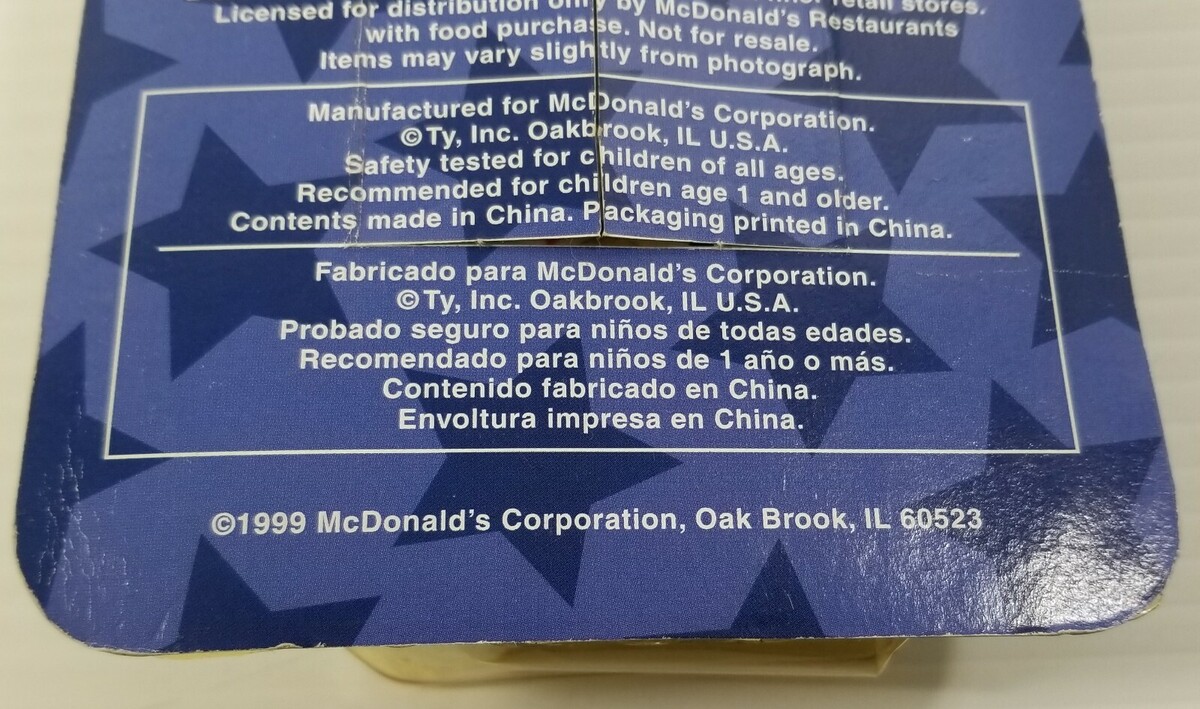 retail stores.
Licensed for distribution only by McDonald's Restaurants
with food purchase. Not for resale.
Items may vary slightly from photograph.
Manufactured for McDonald's Corporation.
©Ty, Inc. Oakbrook, IL U.S.A.
Safety tested for children of all ages.
Recommended for children age 1 and older.
Contents made in China. Packaging printed in China.
Fabricado para McDonald's Corporation.
©Ty, Inc. Oakbrook, IL U.S.A.
Probado seguro para niños de todas edades.
Recomendado para niños de 1 año o más.
Contenido fabricado en China.
Envoltura impresa en China.
©1999 McDonald's Corporation, Oak Brook, IL 60523